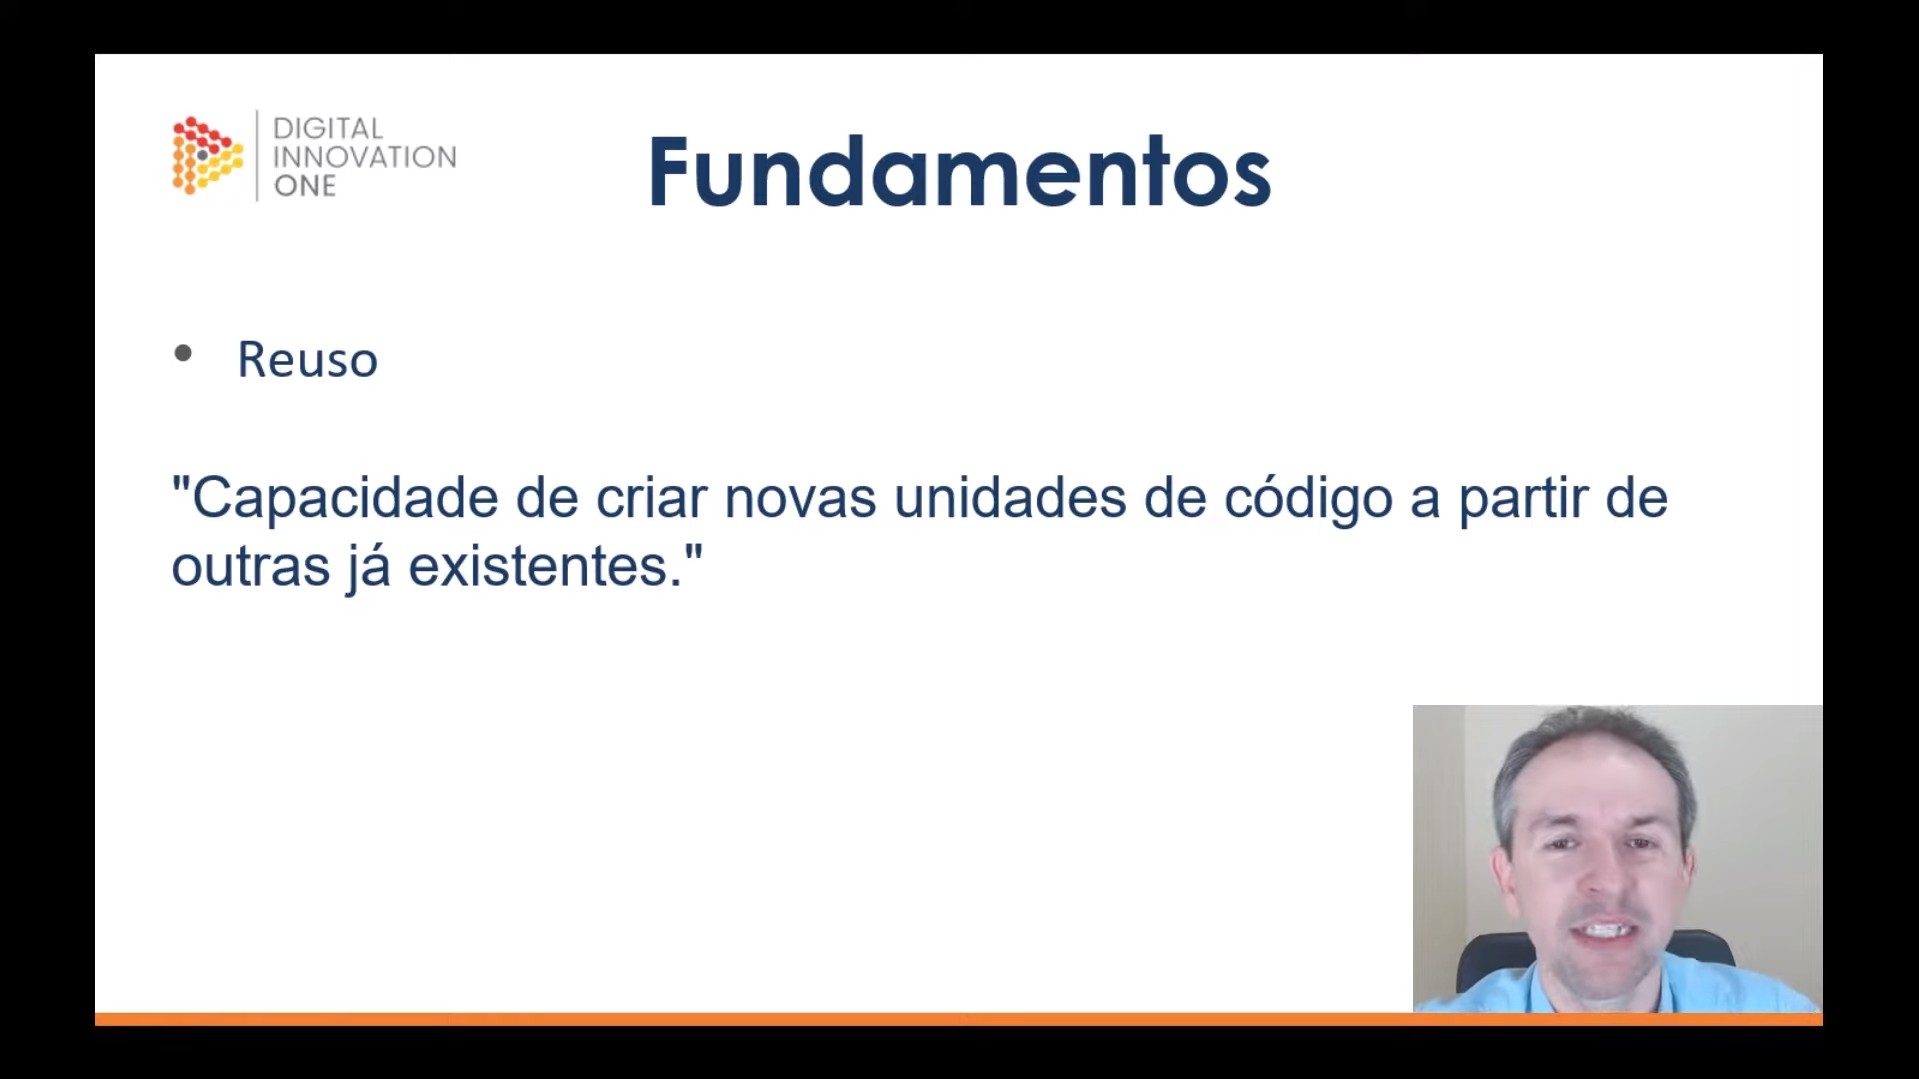 DIGITAL
INNOVATION
ONE
Fundamentos
• Reuso
"Capacidade de criar novas unidades de código a partir de
outras já existentes."